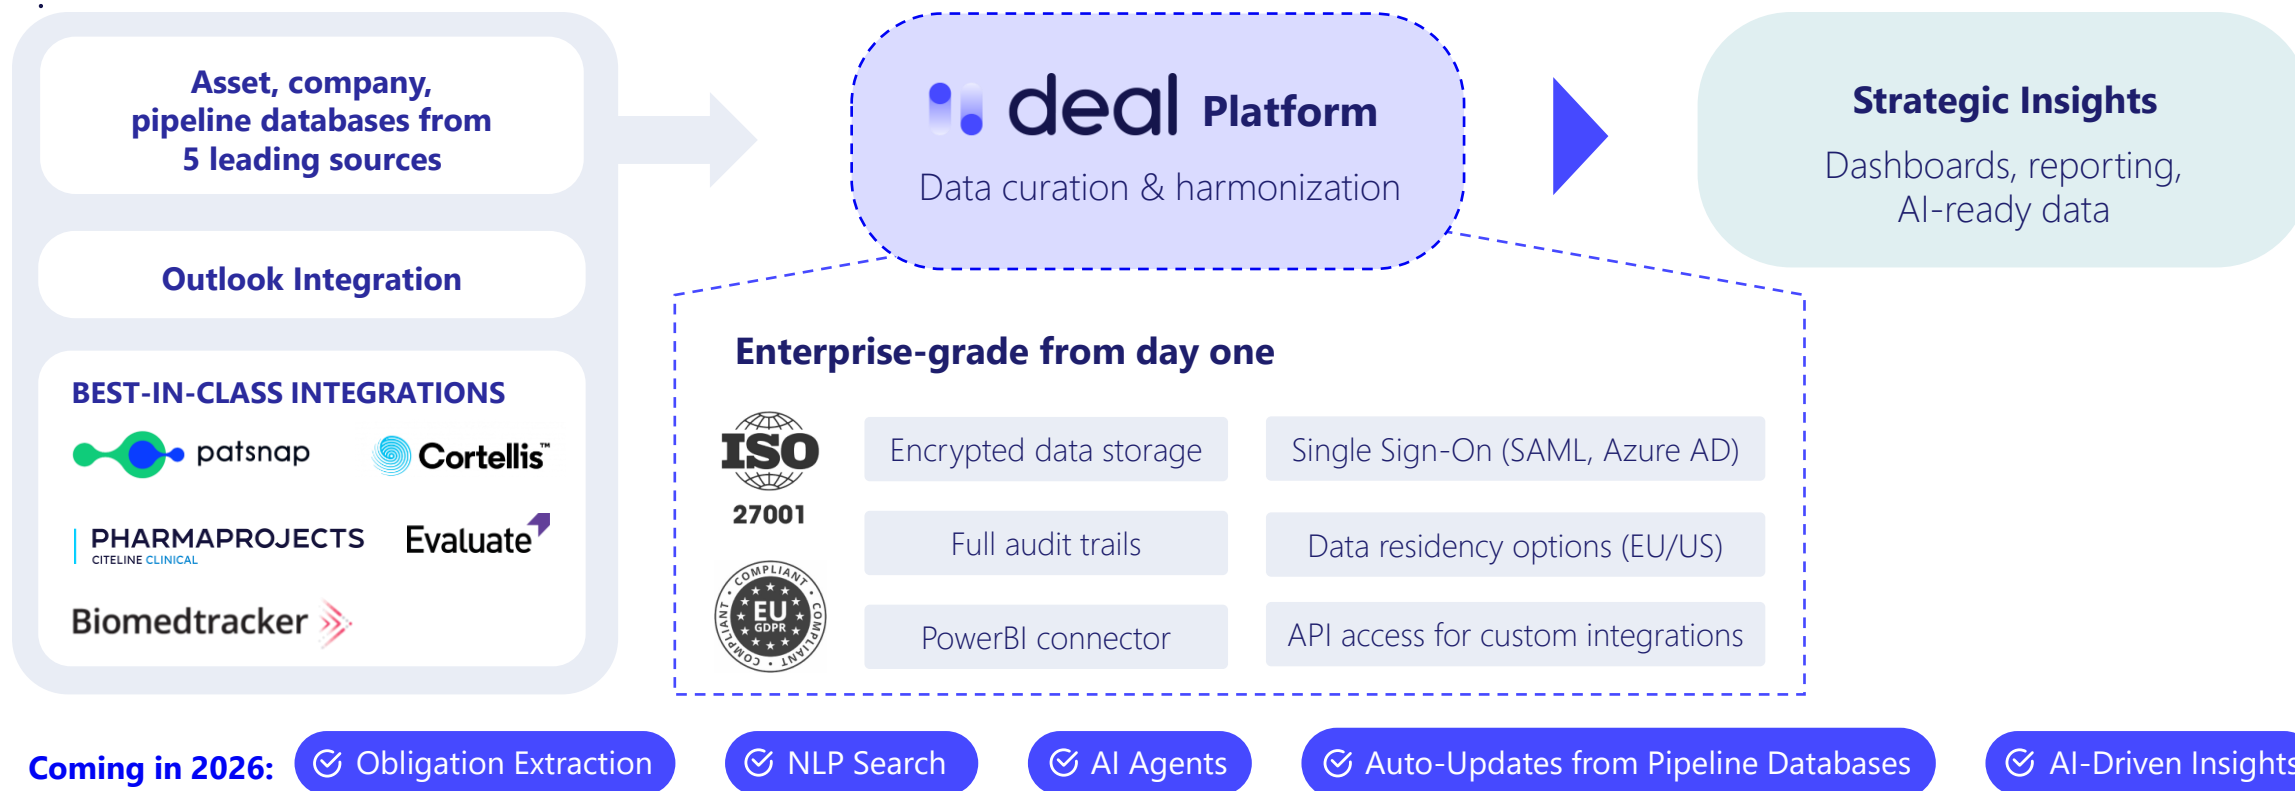 Asset, company,
pipeline databases from
5 leading sources
Outlook Integration
BEST-IN-CLASS INTEGRATIONS
patsnap
Cortellis™
PHARMAPROJECTS
CITELINE CLINICAL
Evaluate
Biomedtracker
deal Platform
Data curation & harmonization
Strategic Insights
Dashboards, reporting,
AI-ready data
Enterprise-grade from day one
ISO
27001
COMPLIANT • COMPLIANT • COMPLIANT •
EU
GDPR
Encrypted data storage
Single Sign-On (SAML, Azure AD)
Full audit trails
Data residency options (EU/US)
PowerBI connector
API access for custom integrations
Coming in 2026:
Obligation Extraction
NLP Search
AI Agents
Auto-Updates from Pipeline Databases
AI-Driven Insights